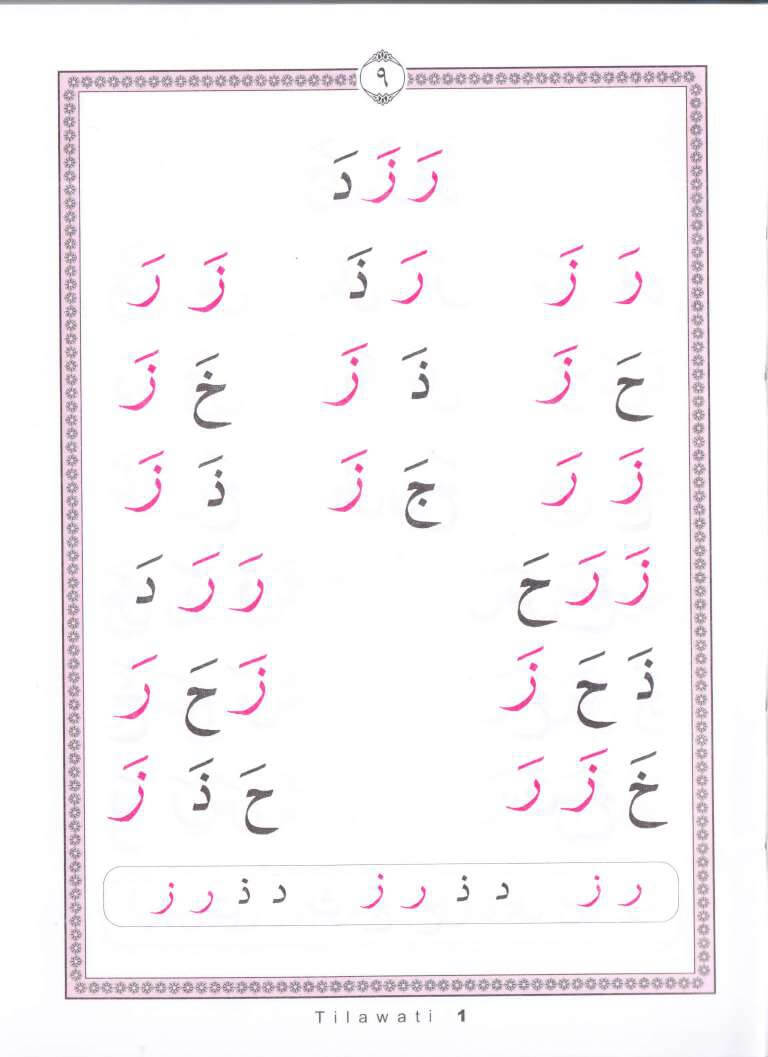 ٩
رَ زَ دَ
رَ زَ رَ ذَ زَ رَ
حَ زَ ذَ زَ خَ زَ
زَ رَ جَ زَ ذَ زَ
زَ رَ حَ رَ رَ دَ
ذَ حَ زَ زَ حَ رَ
خَ زَ رَ حَ ذَ زَ
ر ز د ذ ر ز د ذ ر ز
Tilawati 1